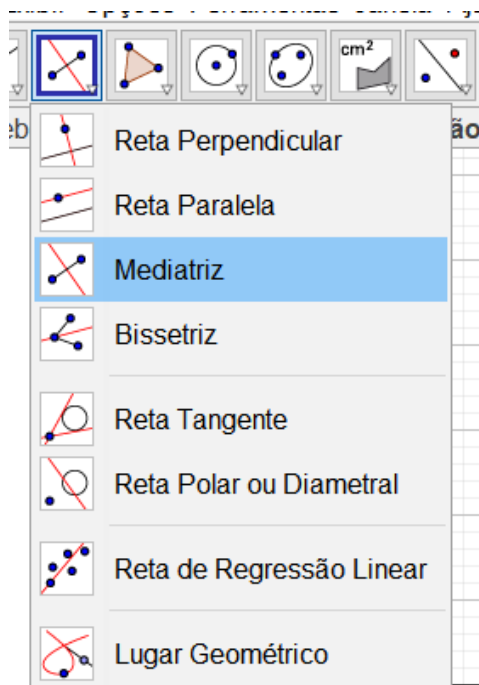 cm²
Reta Perpendicular
Reta Paralela
Mediatriz
Bissetriz
Reta Tangente
Reta Polar ou Diametral
Reta de Regressão Linear
Lugar Geométrico